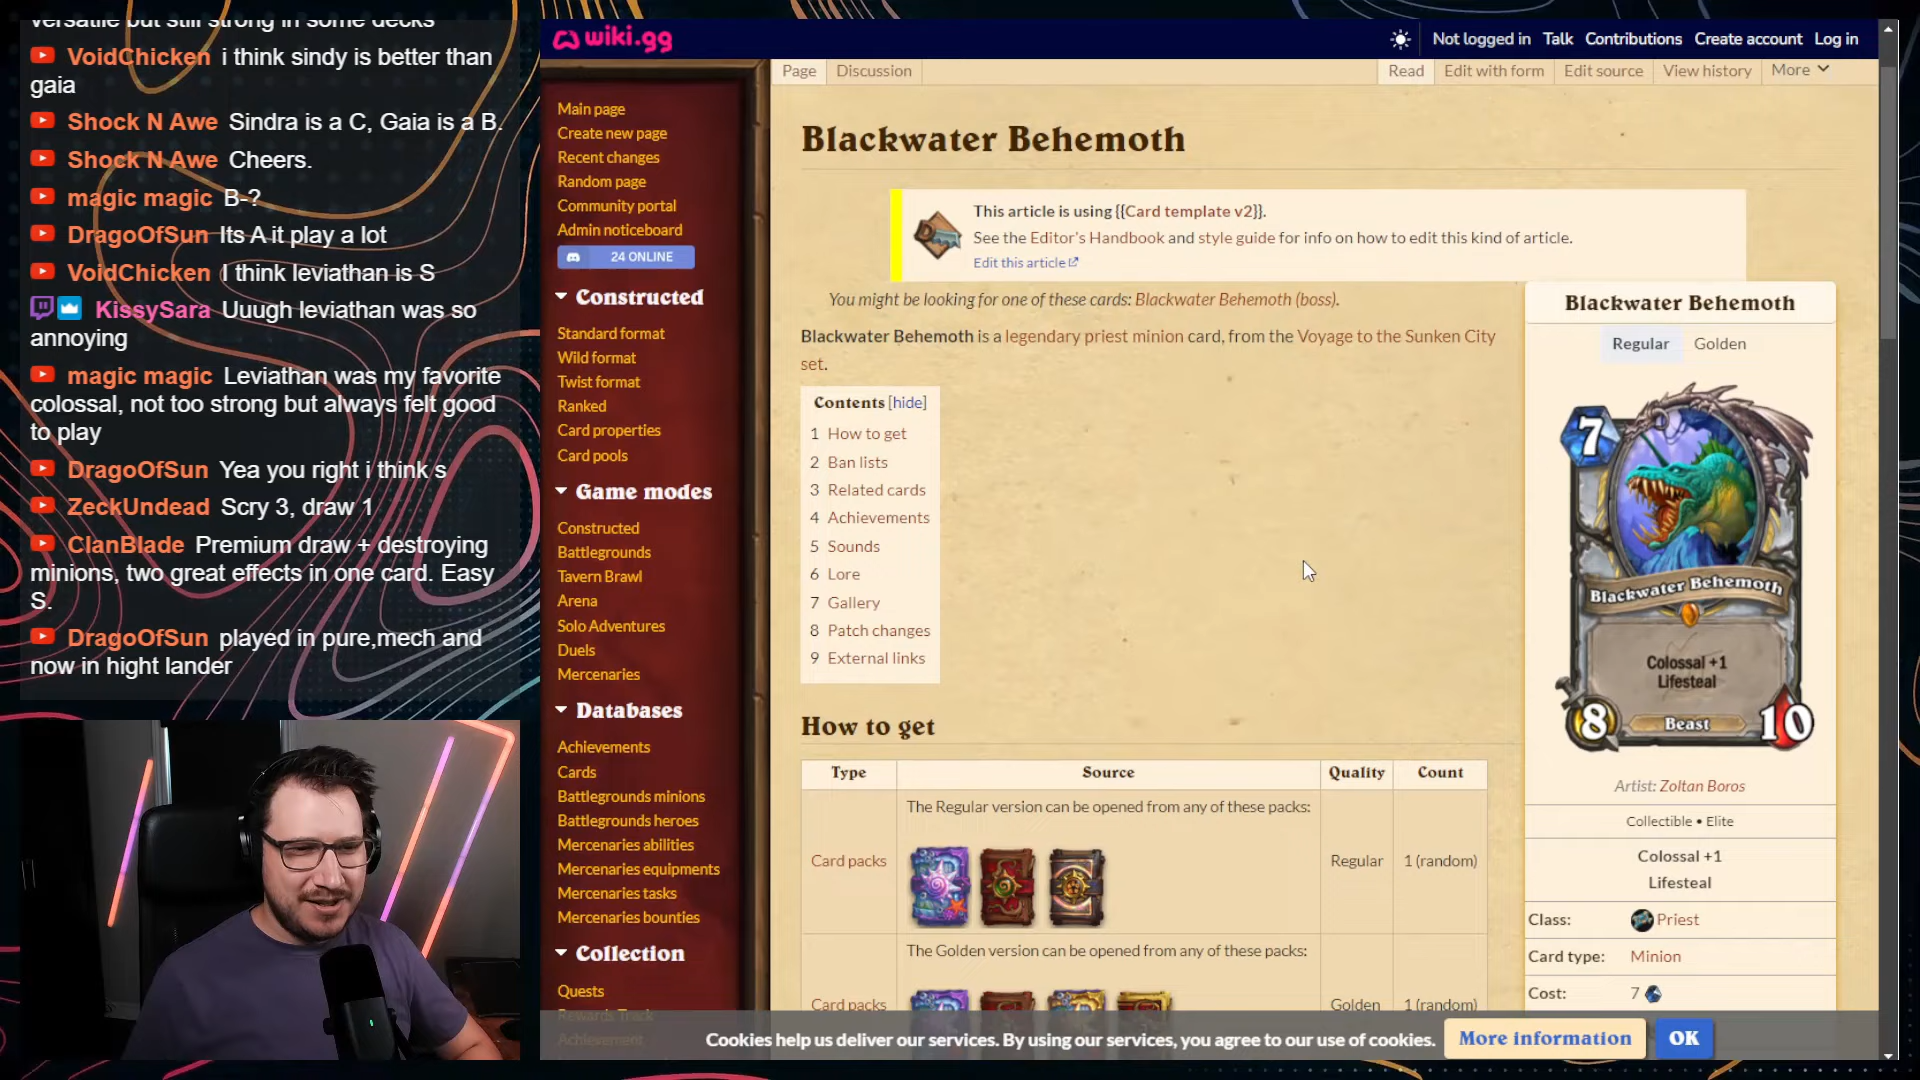 versatile but still strong in some decks
VoidChicken i think sindy is better than
gaia
Shock N Awe Sindra is a C, Gaia is a B.
Shock N Awe Cheers.
magic magic B-?
DragoOfSun Its A it play a lot
VoidChicken I think leviathan is S
KissySara Uuugh leviathan was so
annoying
magic magic Leviathan was my favorite
colossal, not too strong but always felt good
to play
DragoOfSun Yea you right i think s
ZeckUndead Scry 3, draw 1
ClanBlade Premium draw + destroying
minions, two great effects in one card. Easy
S.
DragoOfSun played in pure,mech and
now in hight lander
wiki.gg
Not logged in Talk Contributions Create account Log in
Page Discussion
Read Edit with form Edit source View history More
Main page
Create new page
Recent changes
Random page
Community portal
Admin noticeboard
24 ONLINE
Constructed
Standard format
Wild format
Twist format
Ranked
Card properties
Card pools
Game modes
Constructed
Battlegrounds
Tavern Brawl
Arena
Solo Adventures
Duels
Mercenaries
Databases
Achievements
Cards
Battlegrounds minions
Battlegrounds heroes
Mercenaries abilities
Mercenaries equipments
Mercenaries tasks
Mercenaries bounties
Collection
Quests
Rewards Track
Achievement
Blackwater Behemoth
This article is using {{Card template v2}}.
See the Editor's Handbook and style guide for info on how to edit this kind of article.
Edit this article
You might be looking for one of these cards: Blackwater Behemoth (boss).
Blackwater Behemoth is a legendary priest minion card, from the Voyage to the Sunken City
set.
Contents [hide]
1 How to get
2 Ban lists
3 Related cards
4 Achievements
5 Sounds
6 Lore
7 Gallery
8 Patch changes
9 External links
How to get
Type Source Quality Count
The Regular version can be opened from any of these packs:
Card packs Regular 1 (random)
The Golden version can be opened from any of these packs:
Card packs Golden 1 (random)
Blackwater Behemoth
Regular Golden
7
Blackwater Behemoth
Colossal +1
Lifesteal
8 Beast 10
Artist: Zoltan Boros
Collectible • Elite
Colossal +1
Lifesteal
Class: Priest
Card type: Minion
Cost: 7
Cookies help us deliver our services. By using our services, you agree to our use of cookies. More information OK